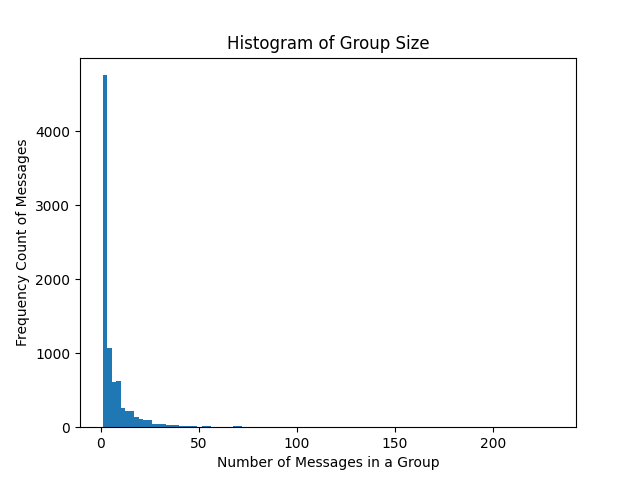 Histogram of Group Size
Frequency Count of Messages
4000
3000
2000
1000
0
0 50 100 150 200
Number of Messages in a Group